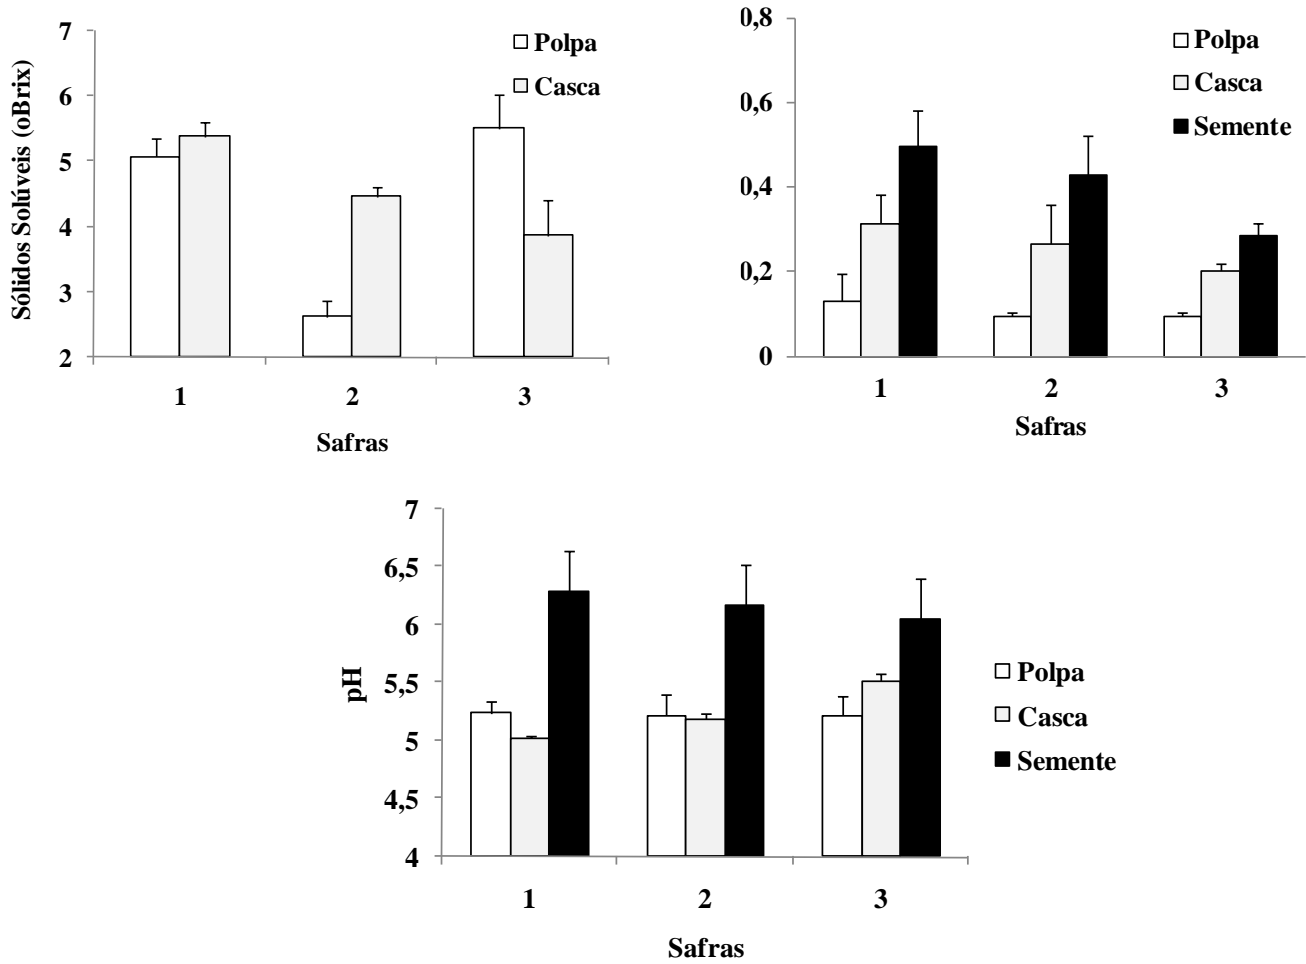 Sólidos Solúveis (oBrix)
7
6
5
4
3
2
Polpa
Casca
1 2 3
Safras
0,8
0,6
0,4
0,2
0
Polpa
Casca
Semente
1 2 3
Safras
pH
7
6,5
6
5,5
5
4,5
4
Polpa
Casca
Semente
1 2 3
Safras